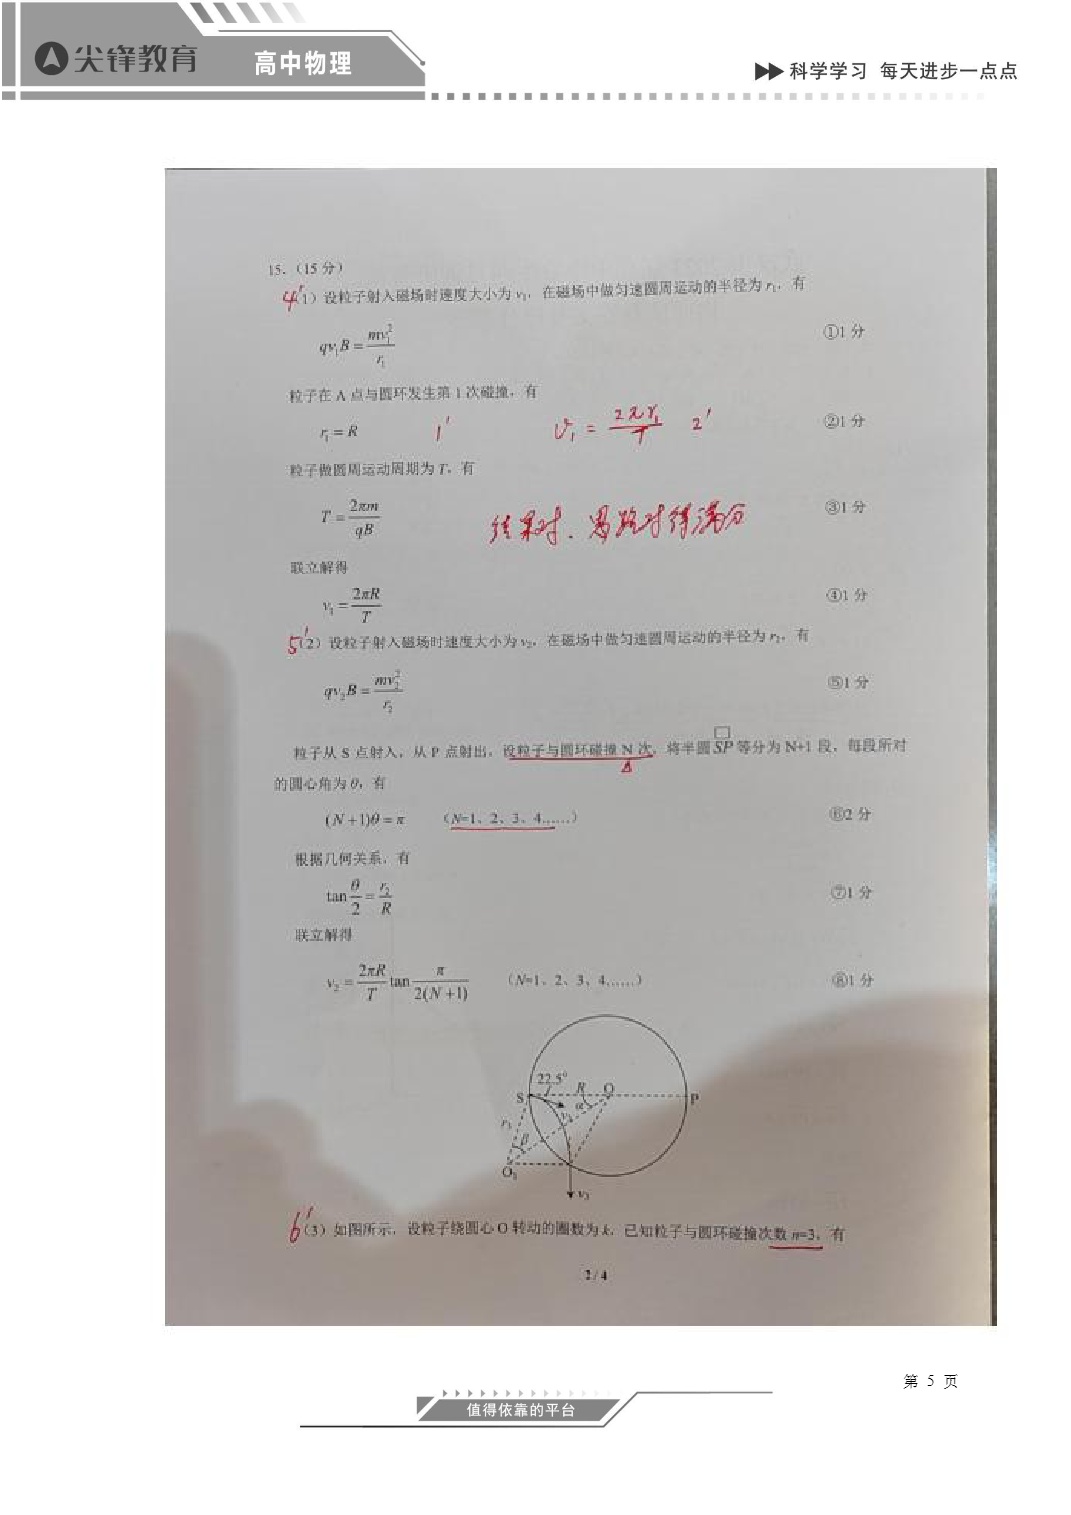 尖锋教育
高中物理
科学学习 每天进步一点点
15.（15分）
4'
（1）设粒子射入磁场时速度大小为v₁，在磁场中做匀速圆周运动的半径为r₁，有
qv₁B=mv₁²/r₁ ①1分
粒子在A点与圆环发生第1次碰撞，有
r₁=R 1' v₁=2πr₁/T 2' ②1分
粒子做圆周运动周期为T，有
T=2πm/qB 结果对、思路对得满分 ③1分
联立解得
v₁=2πR/T ④1分
5'
（2）设粒子射入磁场时速度大小为v₂，在磁场中做匀速圆周运动的半径为r₂，有
qv₂B=mv₂²/r₂ ⑤1分
粒子从S点射入，从P点射出，设粒子与圆环碰撞N次，将半圆SP等分为N+1段，每段所对
的圆心角为θ，有
(N+1)θ=π （N=1、2、3、4……） ⑥2分
根据几何关系，有
tan θ/2=r₂/R ⑦1分
联立解得
v₂=2πR/T tan π/2(N+1) （N=1、2、3、4……） ⑧1分
22.5°
S R O P
α
r₃ v₃
β
O₁
v₃
6'
（3）如图所示，设粒子绕圆心O转动的圈数为k，已知粒子与圆环碰撞次数n=3，有
2/4
第 5 页
值得依靠的平台